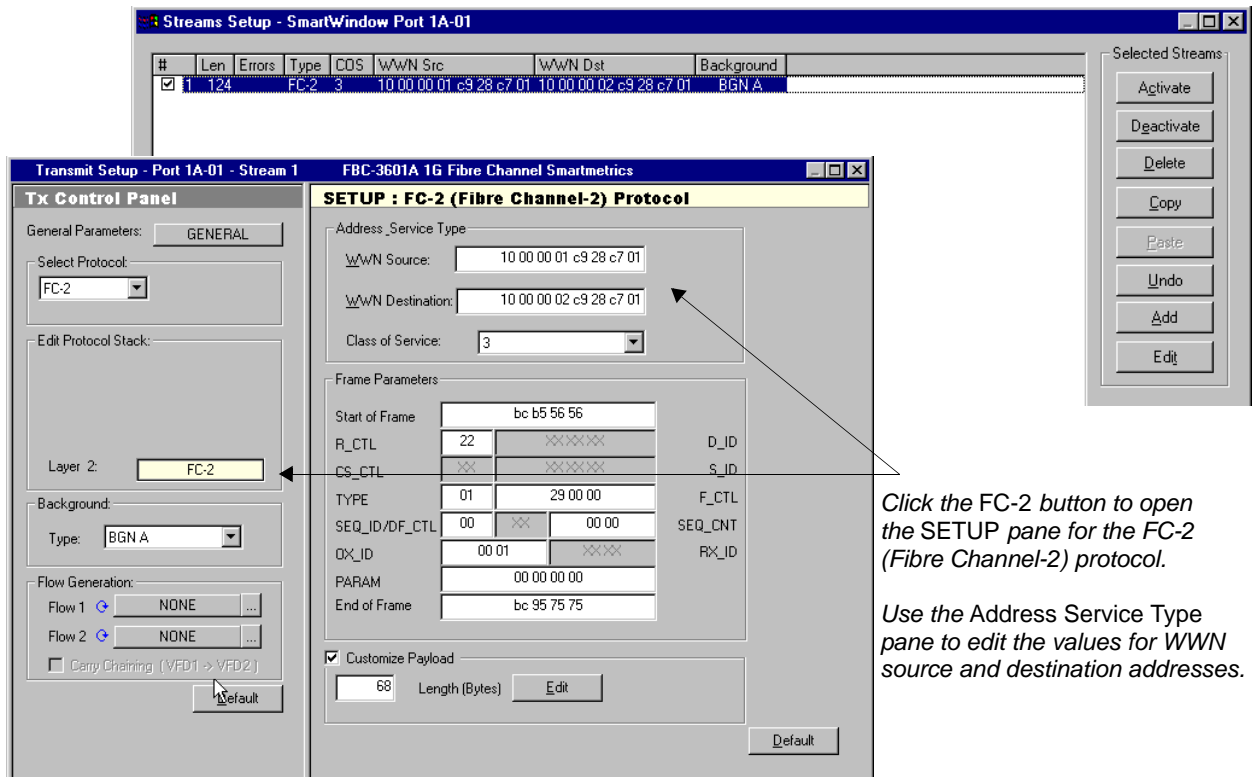 Streams Setup - SmartWindow Port 1A-01
# Len Errors Type COS WWN Src WWN Dst Background
1 124 FC-2 3 10 00 00 01 c9 28 c7 01 10 00 00 02 c9 28 c7 01 BGN A
Selected Streams
Activate
Deactivate
Delete
Copy
Paste
Undo
Add
Edit
Transmit Setup - Port 1A-01 - Stream 1 FBC-3601A 1G Fibre Channel Smartmetrics
Tx Control Panel
General Parameters: GENERAL
Select Protocol:
FC-2
Edit Protocol Stack:
Layer 2: FC-2
Background:
Type: BGN A
Flow Generation:
Flow 1 NONE ...
Flow 2 NONE ...
Carry Chaining (VFD1 -> VFD2)
Default
SETUP : FC-2 (Fibre Channel-2) Protocol
Address_Service Type
WWN Source: 10 00 00 01 c9 28 c7 01
WWN Destination: 10 00 00 02 c9 28 c7 01
Class of Service: 3
Frame Parameters
Start of Frame bc b5 56 56
R_CTL 22 XXXXXX D_ID
CS_CTL XX XXXXXX S_ID
TYPE 01 29 00 00 F_CTL
SEQ_ID/DF_CTL 00 XX 00 00 SEQ_CNT
OX_ID 00 01 XXXX RX_ID
PARAM 00 00 00 00
End of Frame bc 95 75 75
Customize Payload
68 Length (Bytes) Edit
Default
Click the FC-2 button to open
the SETUP pane for the FC-2
(Fibre Channel-2) protocol.
Use the Address Service Type
pane to edit the values for WWN
source and destination addresses.